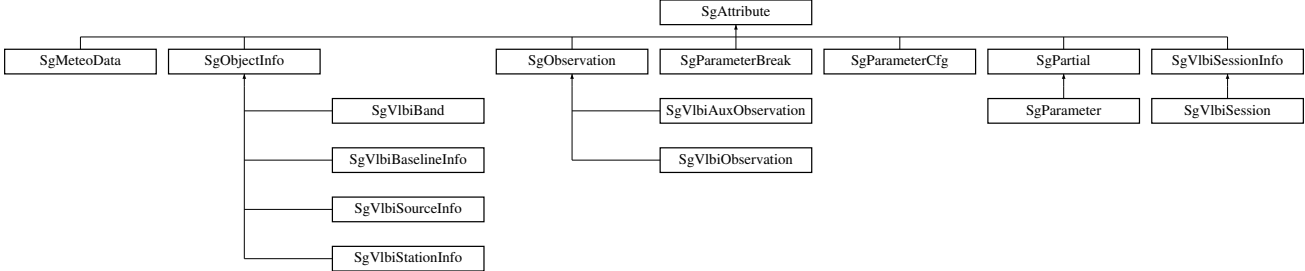 SgAttribute
SgMeteoData
SgObjectInfo
SgObservation
SgParameterBreak
SgParameterCfg
SgPartial
SgVlbiSessionInfo
SgVlbiBand
SgVlbiAuxObservation
SgParameter
SgVlbiSession
SgVlbiBaselineInfo
SgVlbiObservation
SgVlbiSourceInfo
SgVlbiStationInfo